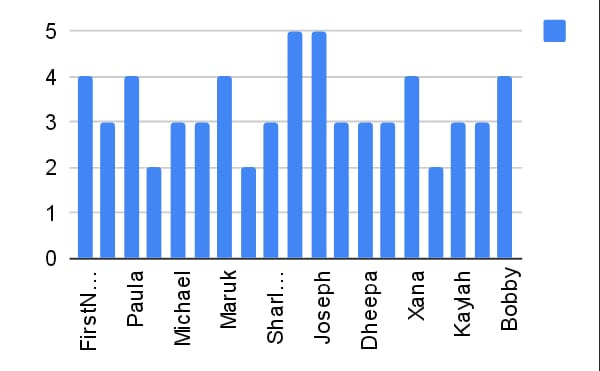 5
4
3
2
1
0
FirstN...
Paula
Michael
Maruk
Sharl...
Joseph
Dheepa
Xana
Kaylah
Bobby